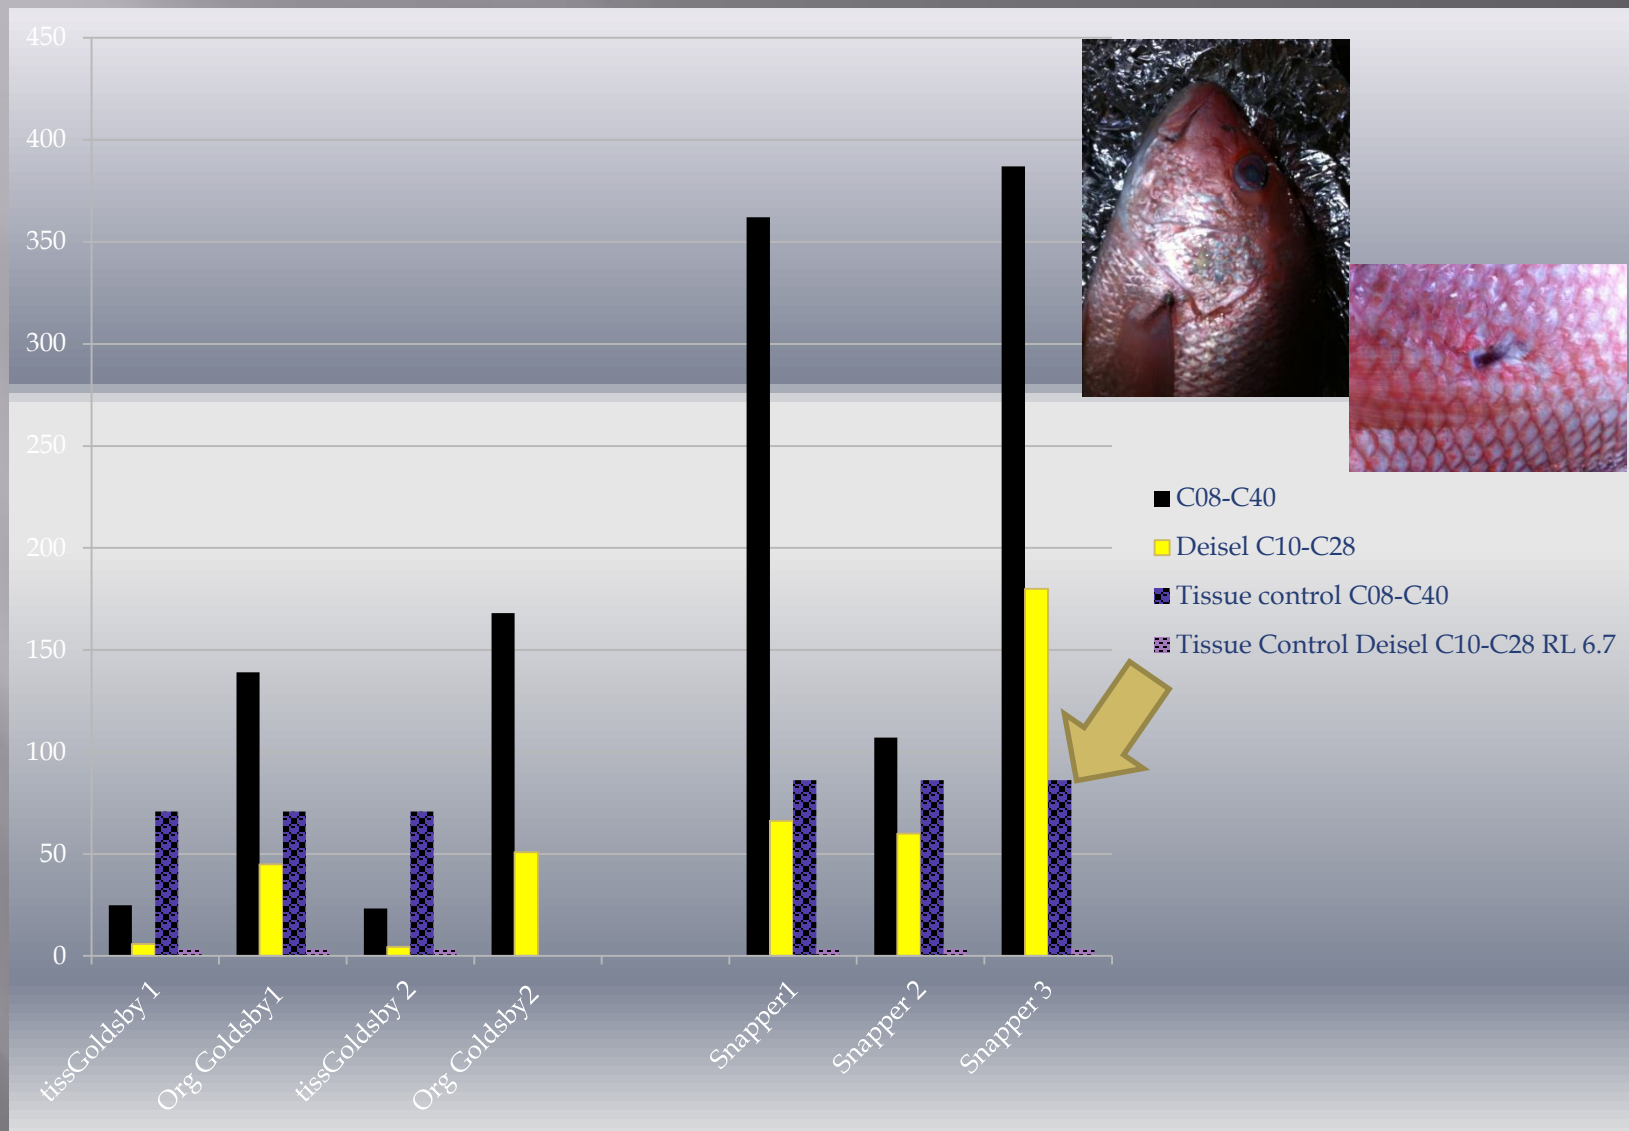 450
400
350
300
250
200
150
100
50
0
tissGoldsby 1
Org Goldsby1
tissGoldsby 2
Org Goldsby2
Snapper1
Snapper 2
Snapper 3
C08-C40
Deisel C10-C28
Tissue control C08-C40
Tissue Control Deisel C10-C28 RL 6.7